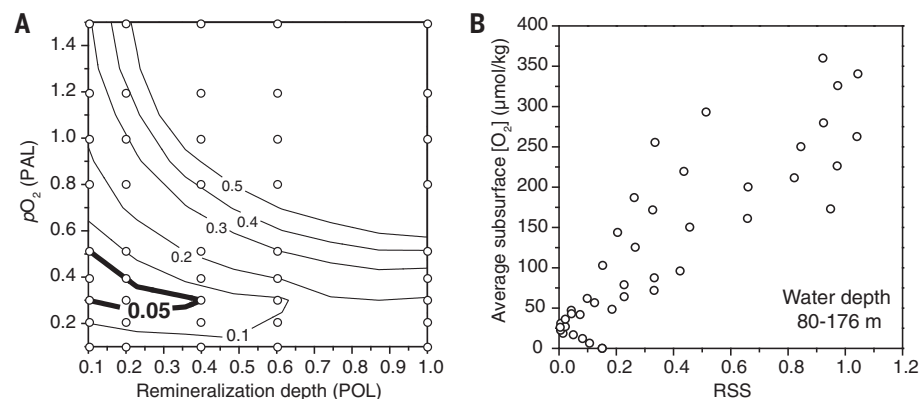 A
pO₂ (PAL)
1.4
1.2
1.0
0.8
0.6
0.4
0.2
0.5
0.4
0.3
0.2
0.05
0.1
0.1 0.2 0.3 0.4 0.5 0.6 0.7 0.8 0.9 1.0
Remineralization depth (POL)
B
Average subsurface [O₂] (μmol/kg)
400
350
300
250
200
150
100
50
0
Water depth
80-176 m
0.0 0.2 0.4 0.6 0.8 1.0 1.2
RSS